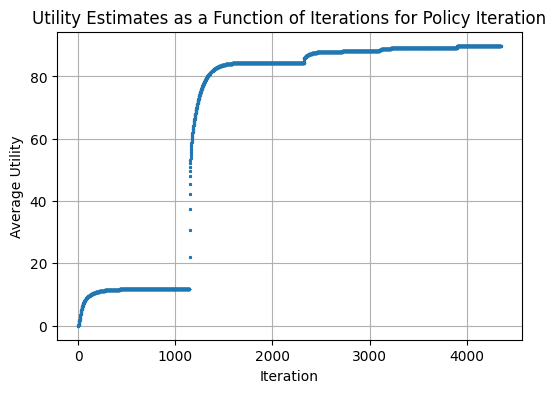 Utility Estimates as a Function of Iterations for Policy Iteration
80
60
40
20
0
Average Utility
0 1000 2000 3000 4000
Iteration